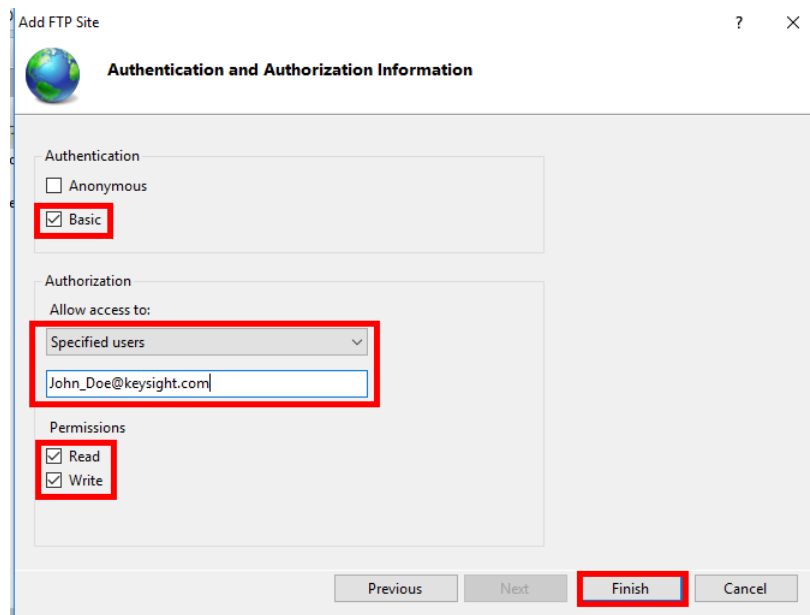 Add FTP Site
?
Authentication and Authorization Information
Authentication
Anonymous
Basic
Authorization
Allow access to:
Specified users
John_Doe@keysight.com
Permissions
Read
Write
Previous Next Finish Cancel